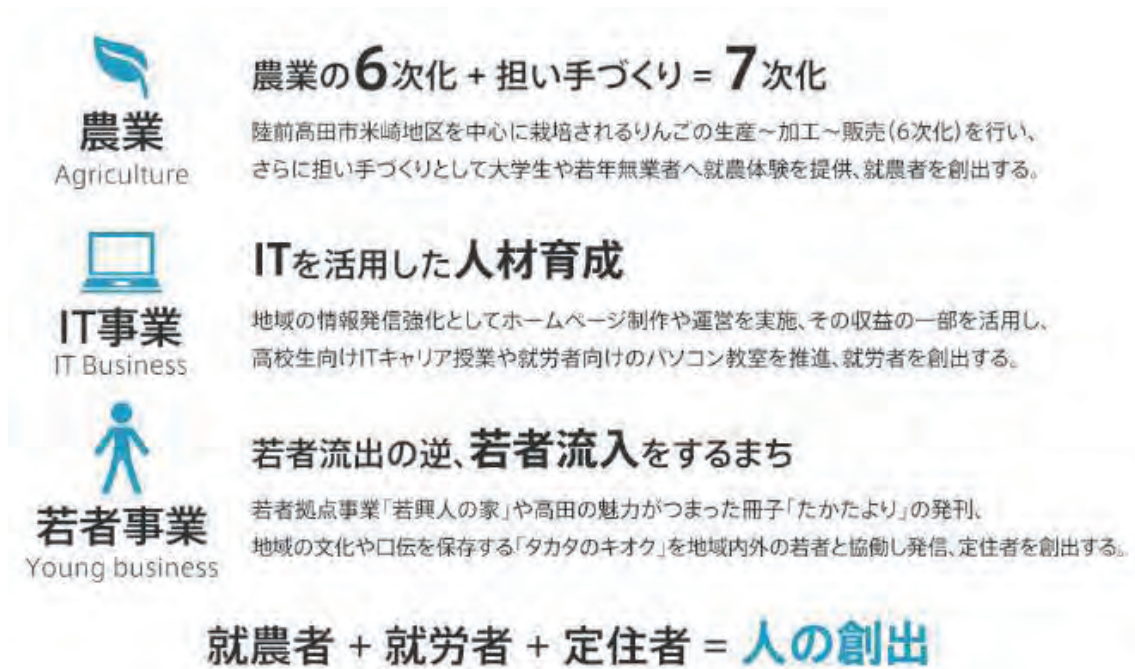 農業
Agriculture
農業の6次化 + 担い手づくり = 7次化
陸前高田市米崎地区を中心に栽培されるりんごの生産～加工～販売(6次化)を行い、
さらに担い手づくりとして大学生や若年無業者へ就農体験を提供、就農者を創出する。
IT事業
IT Business
ITを活用した人材育成
地域の情報発信強化としてホームページ制作や運営を実施、その収益の一部を活用し、
高校生向けITキャリア授業や就労者向けのパソコン教室を推進、就労者を創出する。
若者事業
Young business
若者流出の逆、若者流入をするまち
若者拠点事業「若興人の家」や高田の魅力がつまった冊子「たかたより」の発刊、
地域の文化や口伝を保存する「タカタのキオク」を地域内外の若者と協働し発信、定住者を創出する。
就農者 + 就労者 + 定住者 = 人の創出